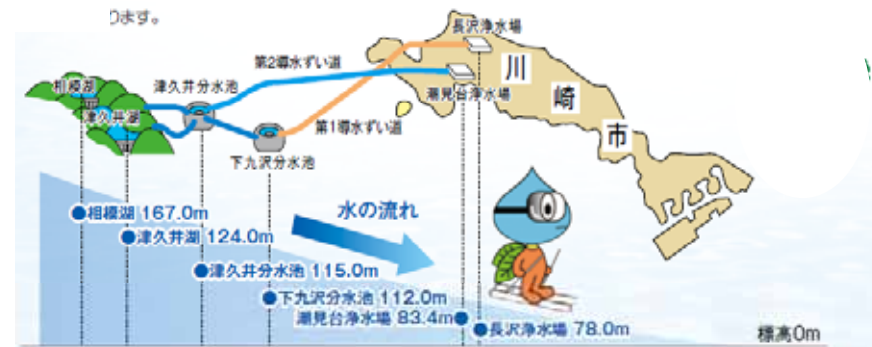 ります。
長沢浄水場
第2導水ずい道
川
崎
市
相模湖
津久井分水池
潮見台浄水場
津久井湖
第1導水ずい道
下九沢分水池
水の流れ
●相模湖 167.0m
●津久井湖 124.0m
●津久井分水池 115.0m
●下九沢分水池 112.0m
潮見台浄水場 83.4m●
●長沢浄水場 78.0m
標高0m